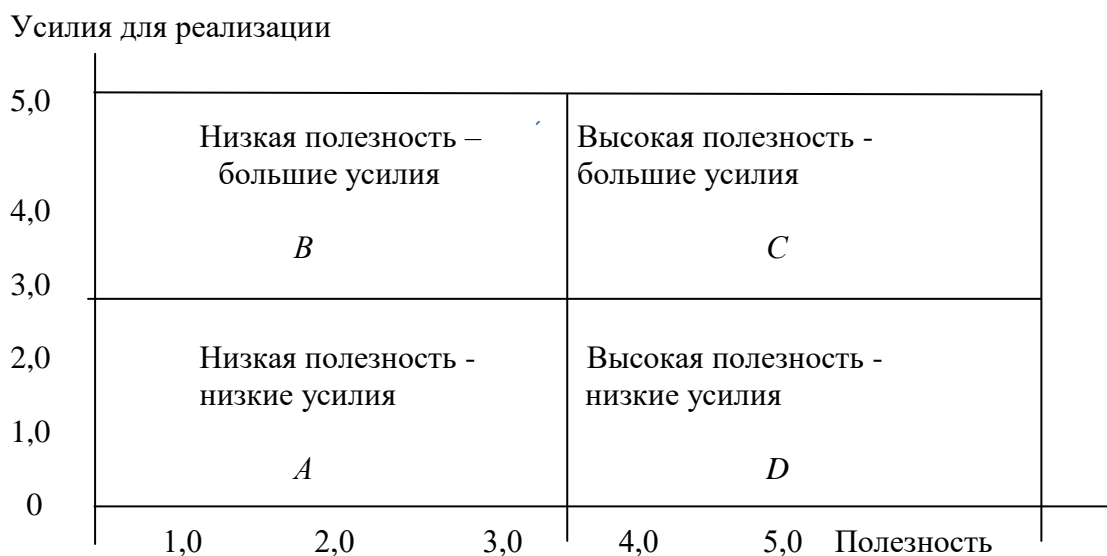 Усилия для реализации
5,0
Низкая полезность –
большие усилия
Высокая полезность -
большие усилия
4,0
B
C
3,0
2,0
Низкая полезность -
низкие усилия
Высокая полезность -
низкие усилия
1,0
A
D
0
1,0 2,0 3,0 4,0 5,0 Полезность